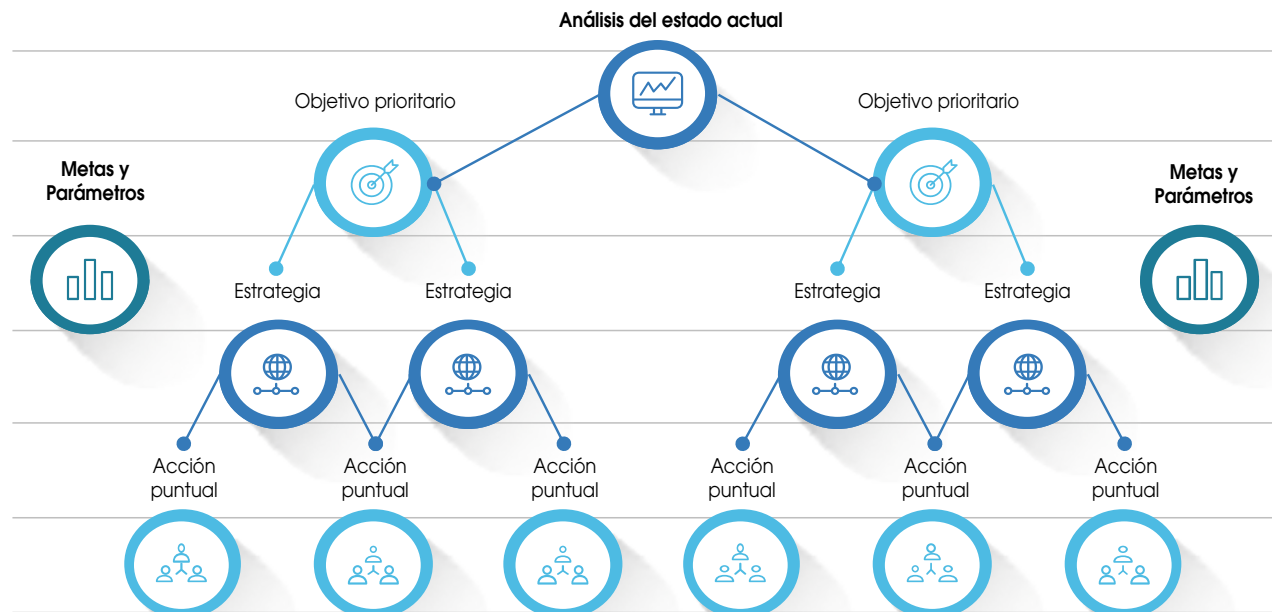 Análisis del estado actual
Objetivo prioritario
Objetivo prioritario
Metas y
Parámetros
Metas y
Parámetros
Estrategia
Estrategia
Estrategia
Estrategia
Acción
puntual
Acción
puntual
Acción
puntual
Acción
puntual
Acción
puntual
Acción
puntual